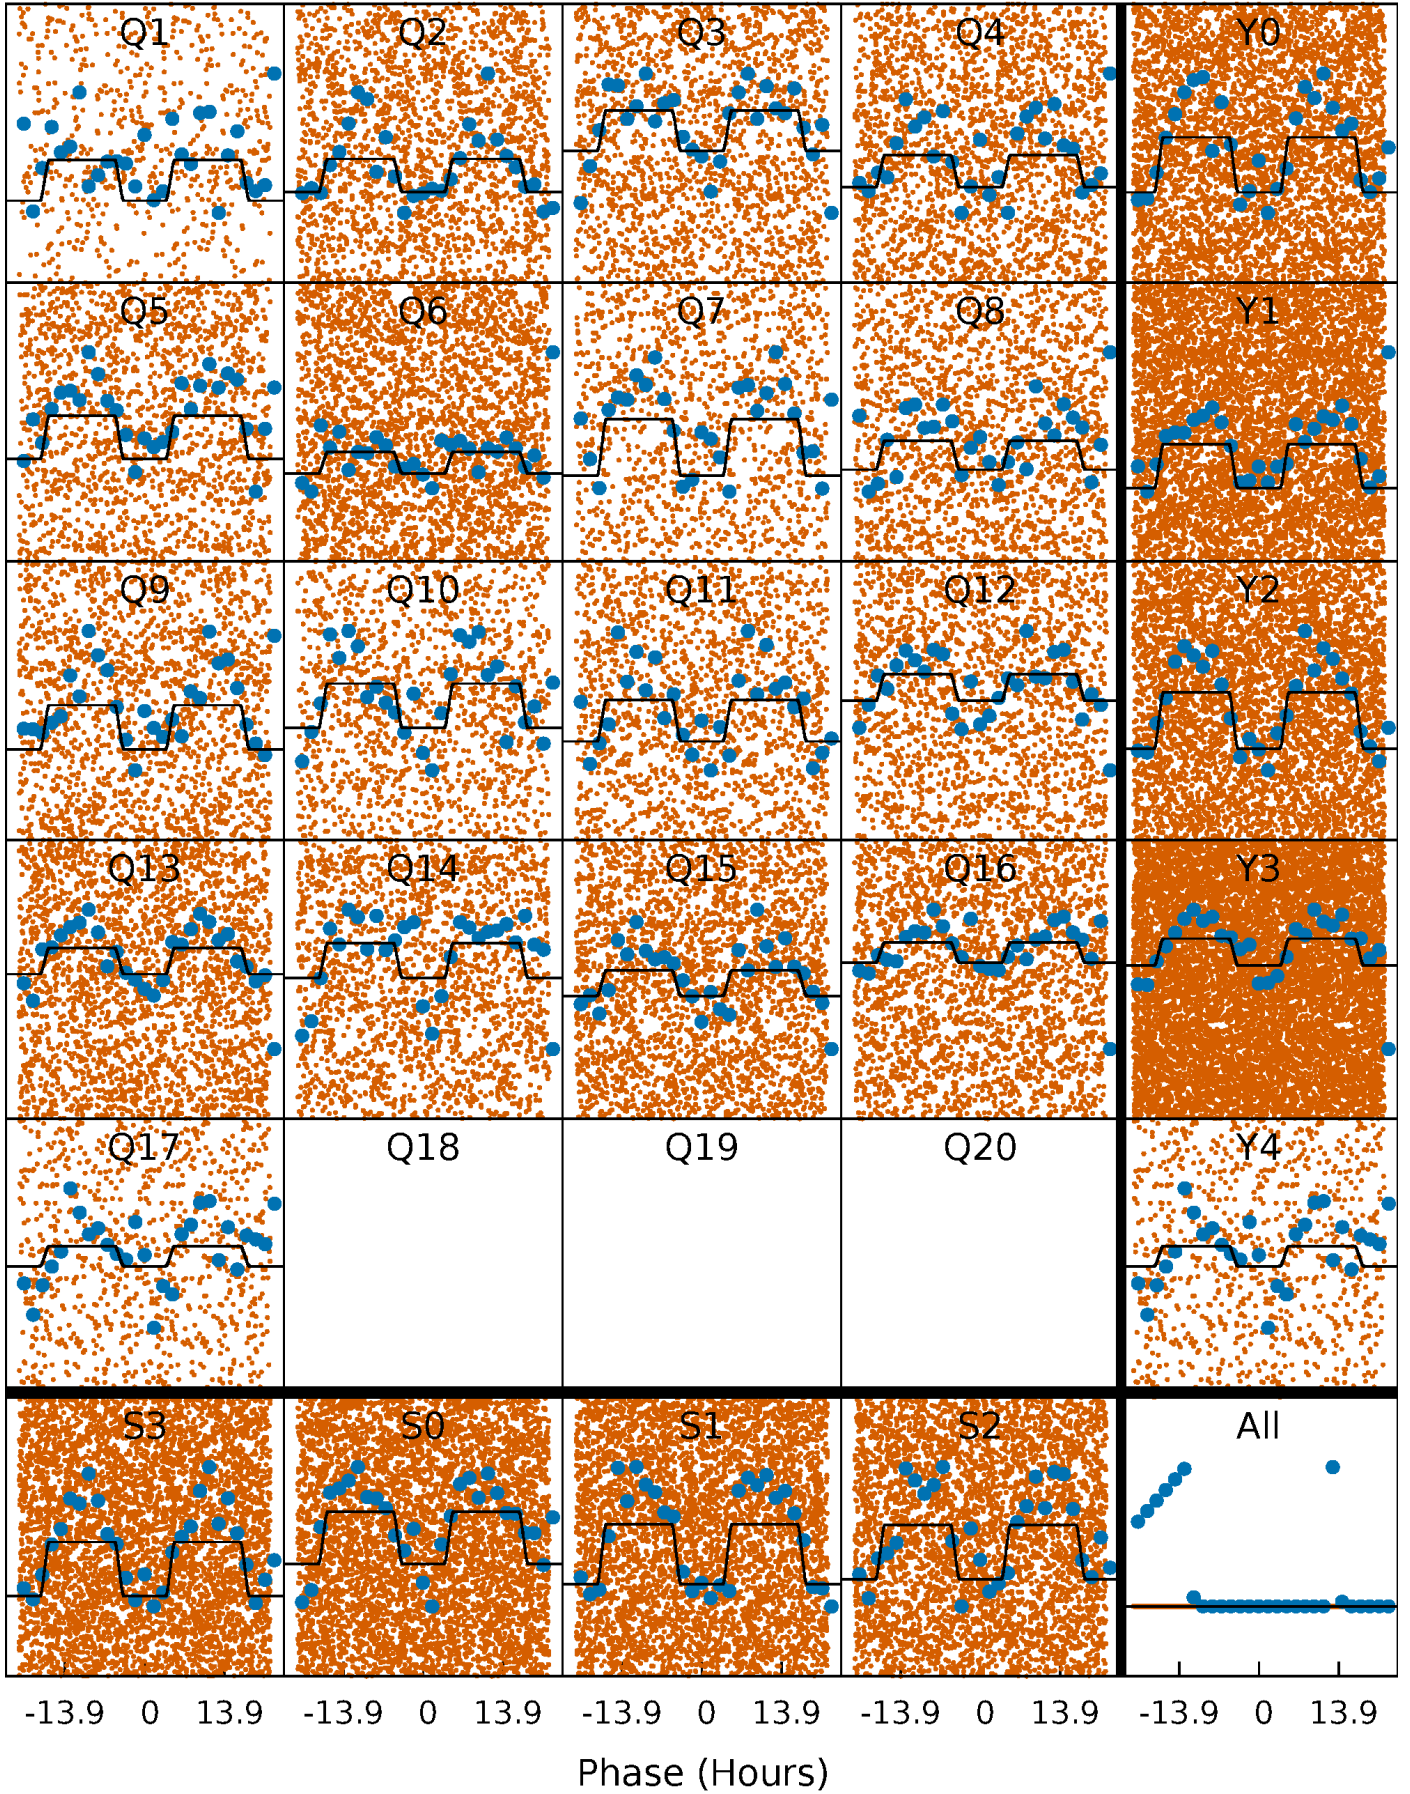 Q1 Q2 Q3 Q4 Y0
Q5 Q6 Q7 Q8 Y1
Q9 Q10 Q11 Q12 Y2
Q13 Q14 Q15 Q16 Y3
Q17 Q18 Q19 Q20 Y4
S3 S0 S1 S2 All
-13.9 0 13.9 -13.9 0 13.9 -13.9 0 13.9 -13.9 0 13.9 -13.9 0 13.9
Phase (Hours)